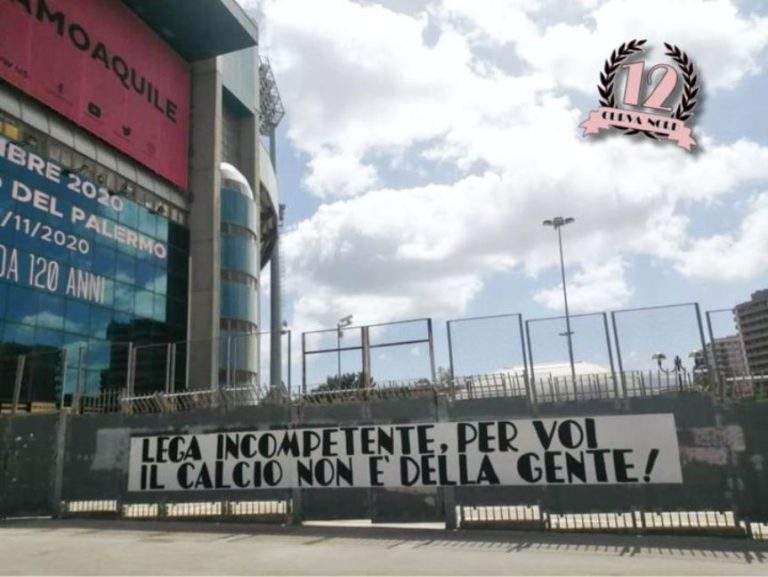 AMOAQUILE
MBRE 2020
O DEL PALERMO
/11/2020
DA 120 ANNI
12
CURVA NORD
LEGA INCOMPETENTE, PER VOI
IL CALCIO NON E' DELLA GENTE!